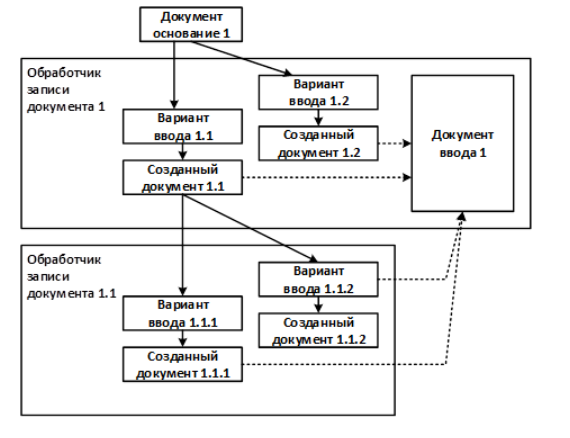 Документ
основание 1
Обработчик
записи
документа 1
Вариант
ввода 1.2
Вариант
ввода 1.1
Созданный
документ 1.2
Документ
ввода 1
Созданный
документ 1.1
Обработчик
записи
документа 1.1
Вариант
ввода 1.1.2
Вариант
ввода 1.1.1
Созданный
документ 1.1.2
Созданный
документ 1.1.1